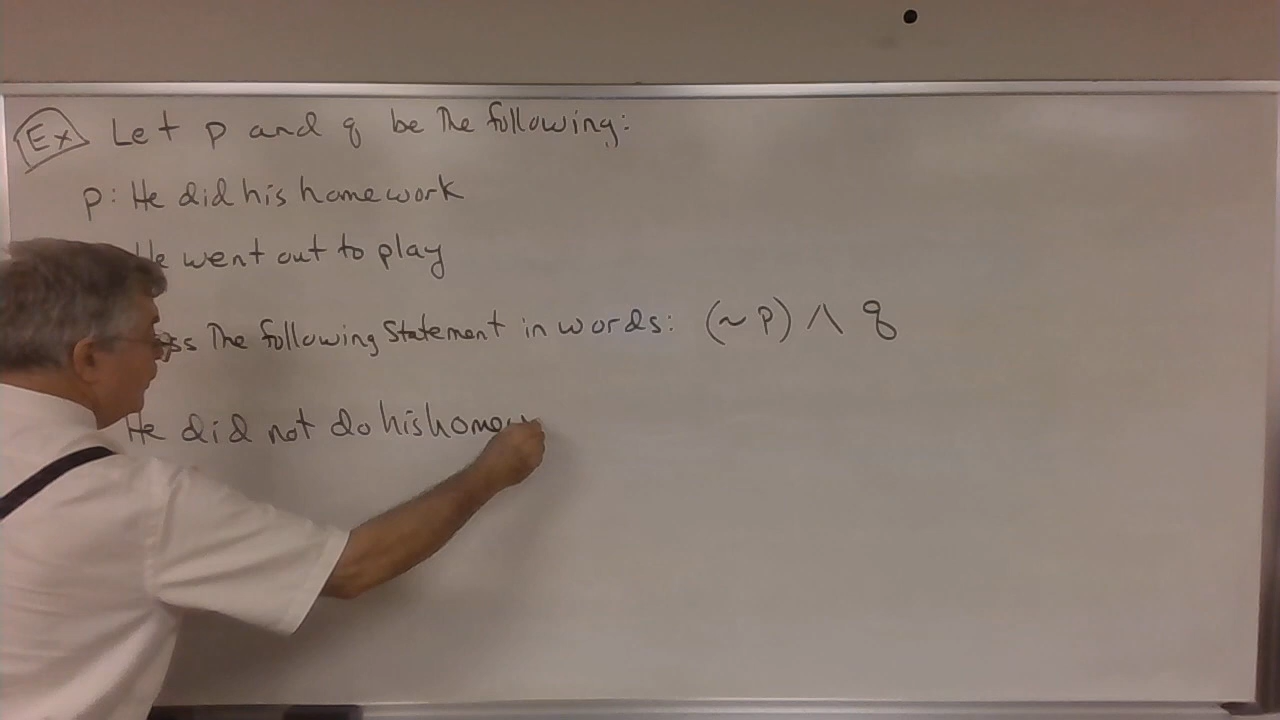 Ex Let p and q be the following:
p: He did his homework
He went out to play
the following statement in words: (~p) ∧ q
He did not do his